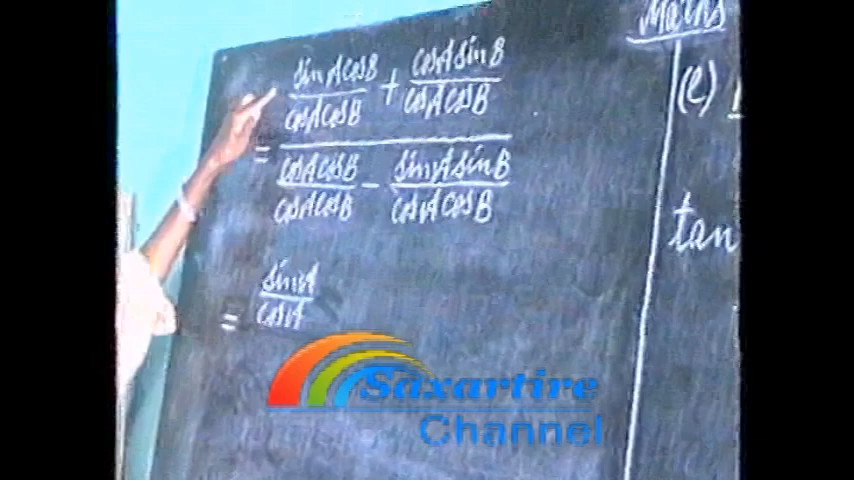 Maths
sinAcosB/cosAcosB + cosAsinB/cosAcosB
=
cosAcosB/cosAcosB - sinAsinB/cosAcosB
(e)
tan
= sinA/cosA
Saxartire
Channel